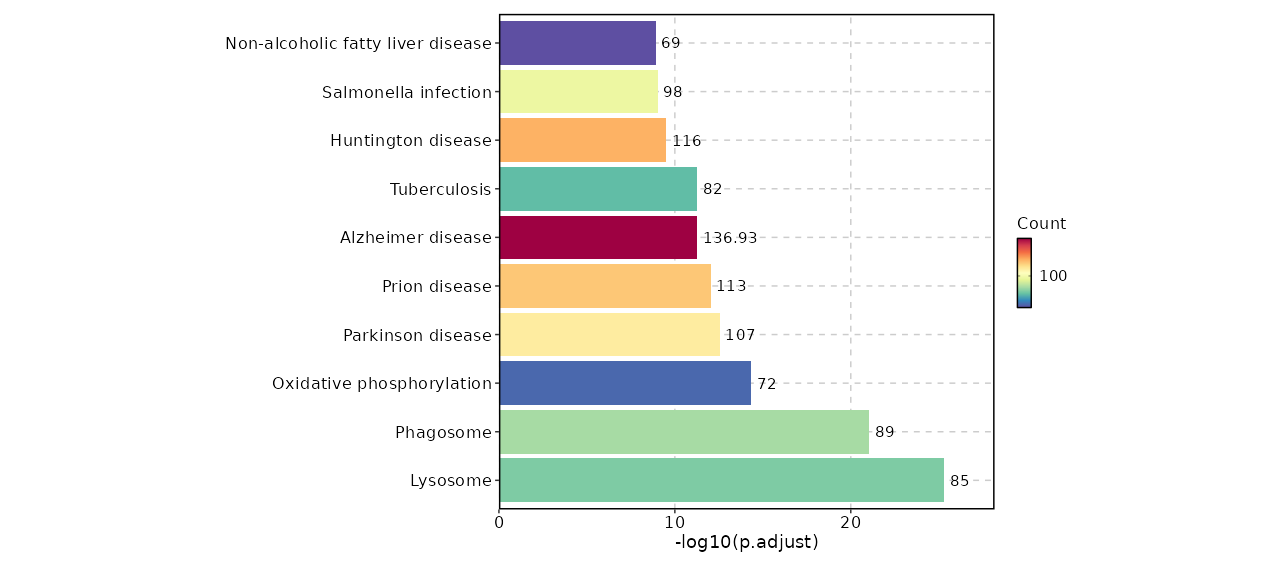 Non-alcoholic fatty liver disease 69
Salmonella infection 98
Huntington disease 116
Tuberculosis 82
Alzheimer disease 136.93
Prion disease 113
Parkinson disease 107
Oxidative phosphorylation 72
Phagosome 89
Lysosome 85
0 10 20
-log10(p.adjust)
Count
100